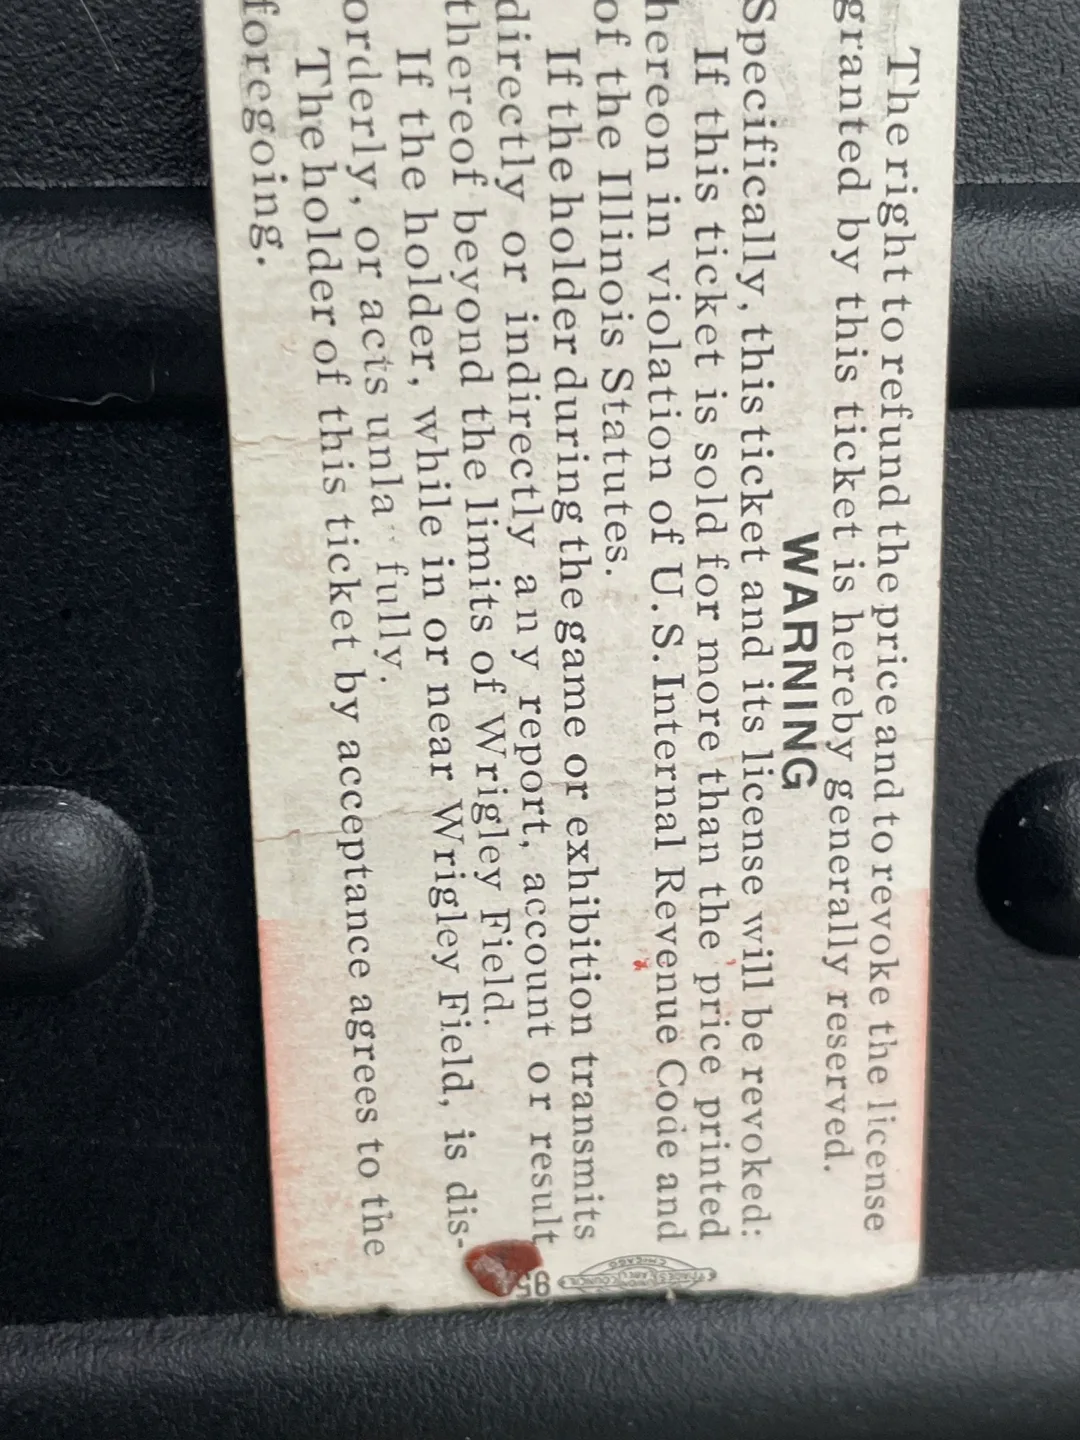 The right to refund the price and to revoke the license
granted by this ticket is hereby generally reserved.
WARNING
Specifically, this ticket and its license will be revoked:
If this ticket is sold for more than the price printed
hereon in violation of U.S. Internal Revenue Code and
of the Illinois Statutes.
If the holder during the game or exhibition transmits
directly or indirectly any report, account or result
thereof beyond the limits of Wrigley Field.
If the holder, while in or near Wrigley Field, is dis-
orderly, or acts unla fully.
The holder of this ticket by acceptance agrees to the
foregoing.
TRADES COUNCIL
CHICAGO